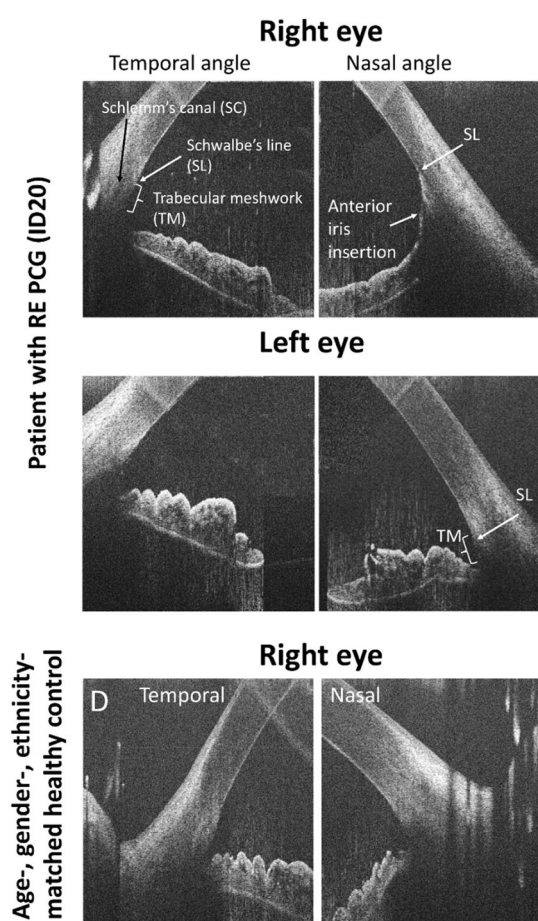 Right eye
Temporal angle
Nasal angle
Schlemm's canal (SC)
Schwalbe's line
(SL)
Trabecular meshwork
(TM)
SL
Anterior
iris
insertion
Patient with RE PCG (ID20)
Left eye
SL
TM
Right eye
Age-, gender-, ethnicity-
matched healthy control
D
Temporal
Nasal